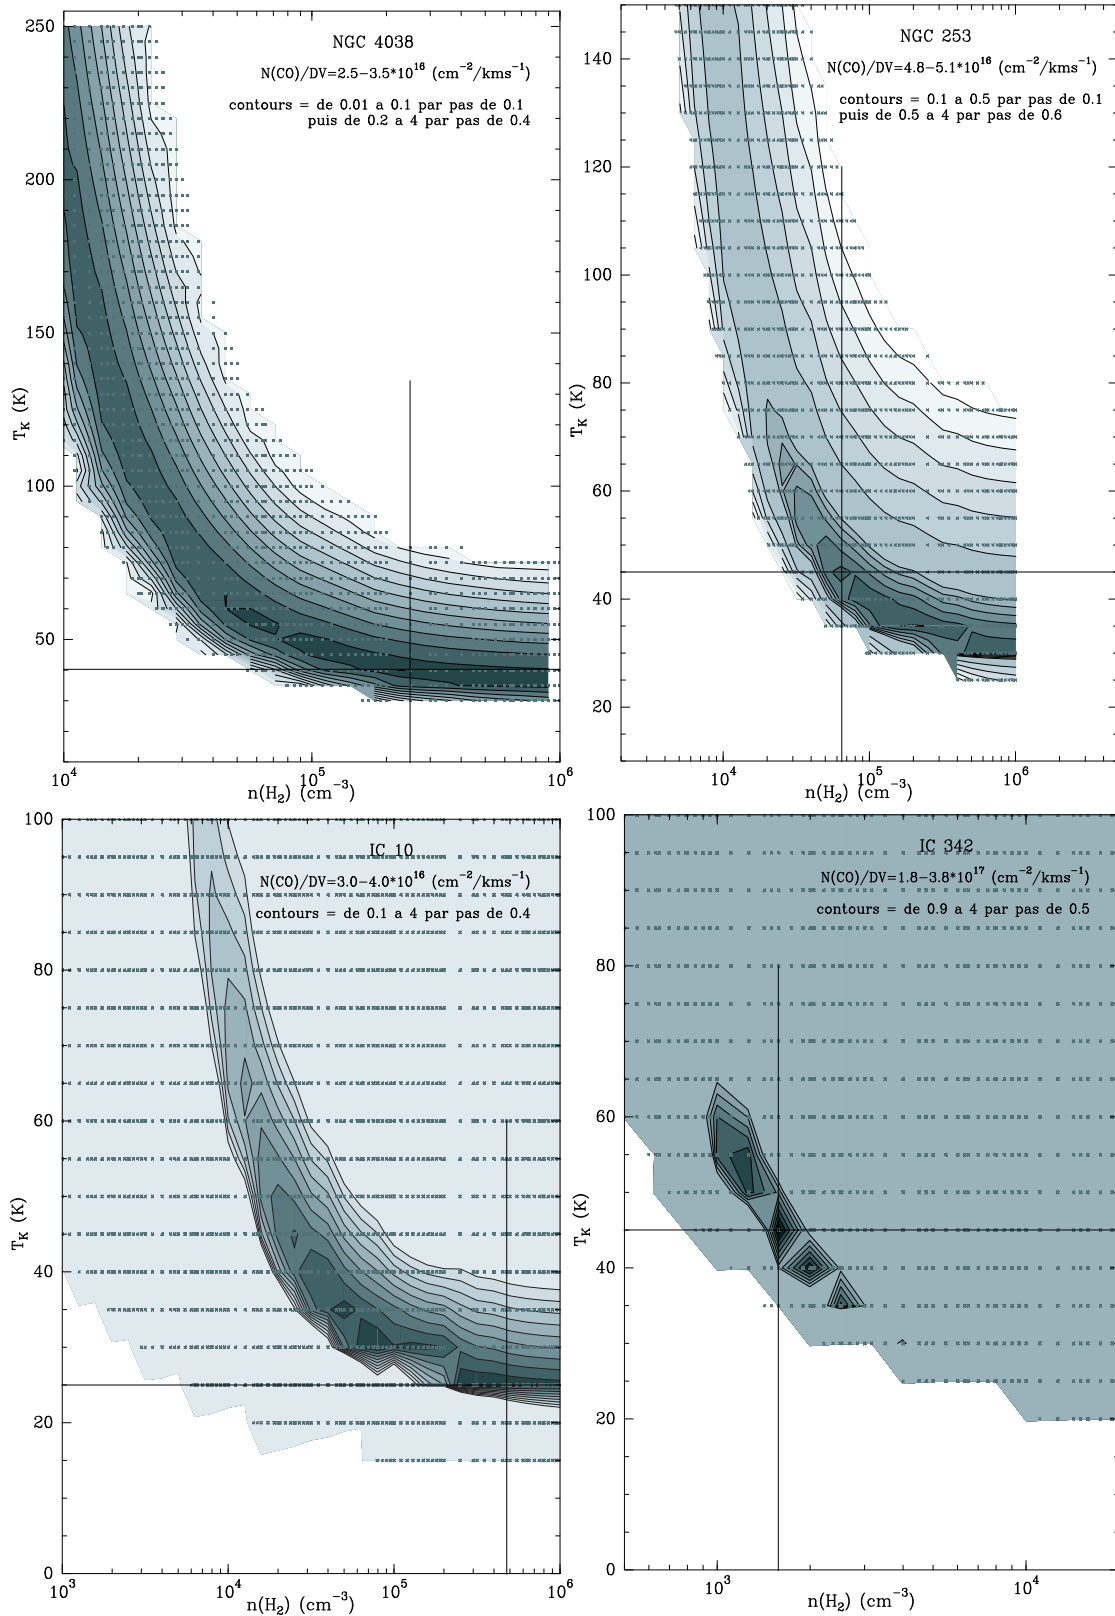 NGC 4038
N(CO)/DV=2.5−3.5*10^16 (cm^−2/kms^−1)
contours = de 0.01 a 0.1 par pas de 0.1
puis de 0.2 a 4 par pas de 0.4
250
200
150
100
50
T_K (K)
10^4
10^5
10^6
n(H_2) (cm^−3)
NGC 253
N(CO)/DV=4.8−5.1*10^16 (cm^−2/kms^−1)
contours = 0.1 a 0.5 par pas de 0.1
puis de 0.5 a 4 par pas de 0.6
140
120
100
80
60
40
20
T_K (K)
10^4
10^5
10^6
n(H_2) (cm^−3)
IC 10
N(CO)/DV=3.0−4.0*10^16 (cm^−2/kms^−1)
contours = de 0.1 a 4 par pas de 0.4
100
80
60
40
20
0
T_K (K)
10^3
10^4
10^5
10^6
n(H_2) (cm^−3)
IC 342
N(CO)/DV=1.8−3.8*10^17 (cm^−2/kms^−1)
contours = de 0.9 a 4 par pas de 0.5
100
80
60
40
20
0
T_K (K)
10^3
10^4
n(H_2) (cm^−3)